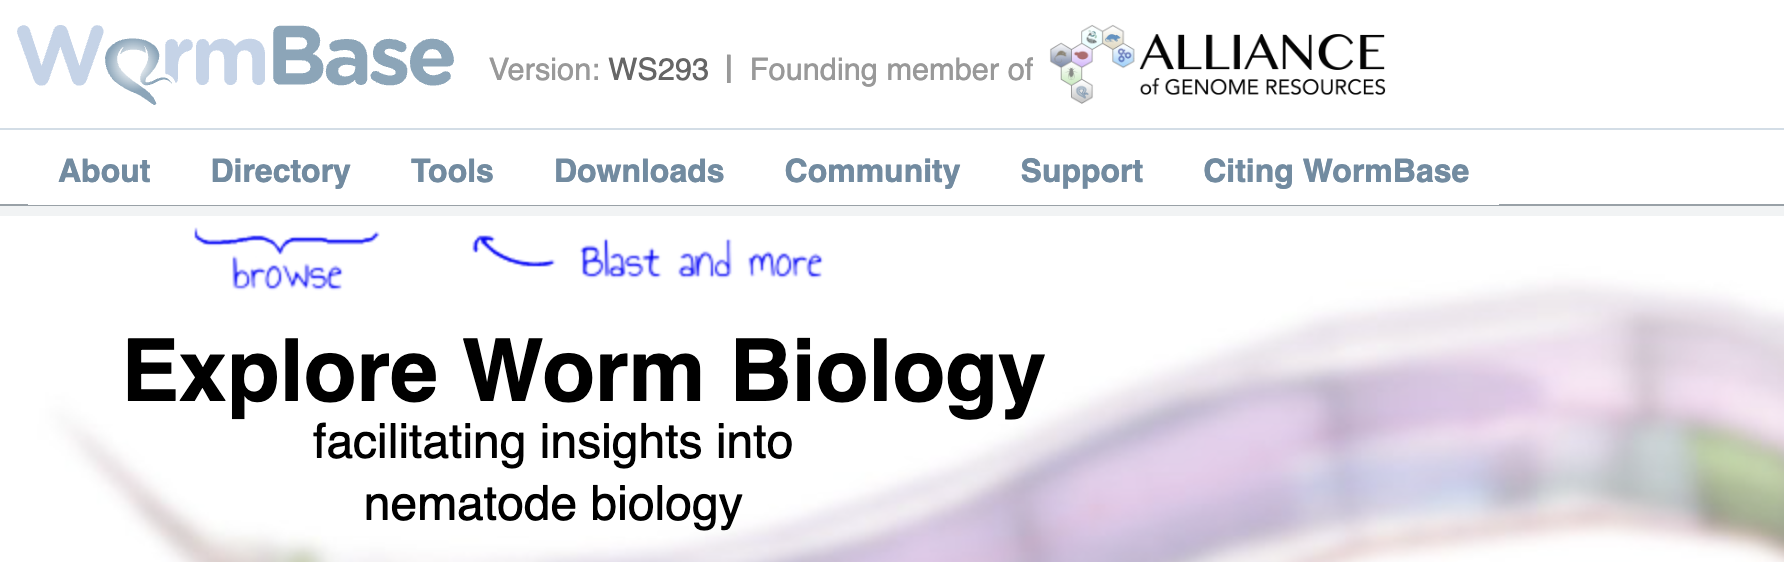 WormBase Version: WS293 | Founding member of ALLIANCE of GENOME RESOURCES
About Directory Tools Downloads Community Support Citing WormBase
browse Blast and more
Explore Worm Biology
facilitating insights into
nematode biology